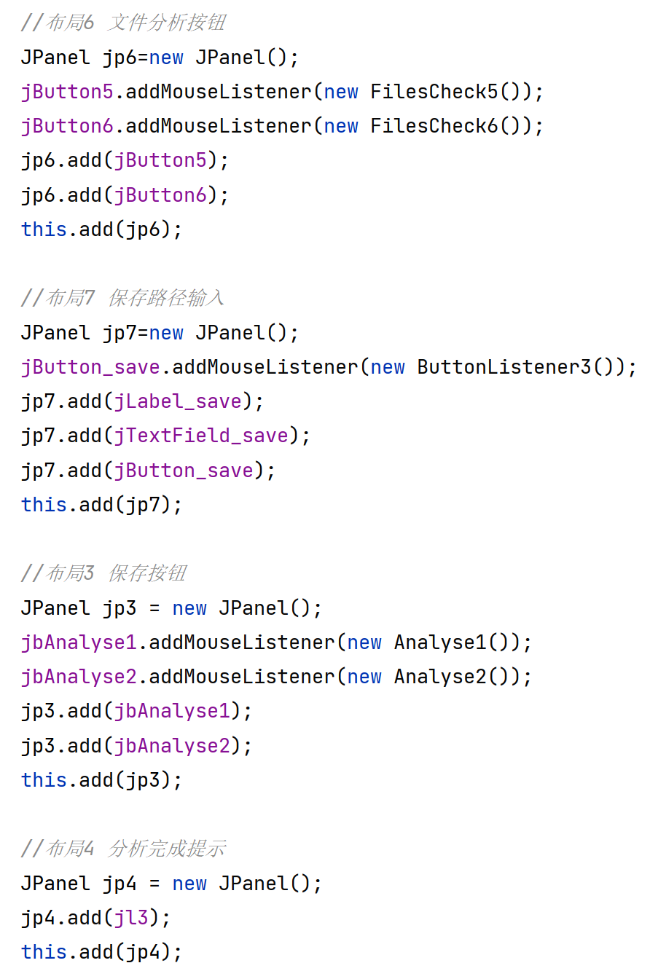 //布局6 文件分析按钮
JPanel jp6=new JPanel();
jButton5.addMouseListener(new FilesCheck5());
jButton6.addMouseListener(new FilesCheck6());
jp6.add(jButton5);
jp6.add(jButton6);
this.add(jp6);
//布局7 保存路径输入
JPanel jp7=new JPanel();
jButton_save.addMouseListener(new ButtonListener3());
jp7.add(jLabel_save);
jp7.add(jTextField_save);
jp7.add(jButton_save);
this.add(jp7);
//布局3 保存按钮
JPanel jp3 = new JPanel();
jbAnalyse1.addMouseListener(new Analyse1());
jbAnalyse2.addMouseListener(new Analyse2());
jp3.add(jbAnalyse1);
jp3.add(jbAnalyse2);
this.add(jp3);
//布局4 分析完成提示
JPanel jp4 = new JPanel();
jp4.add(jl3);
this.add(jp4);